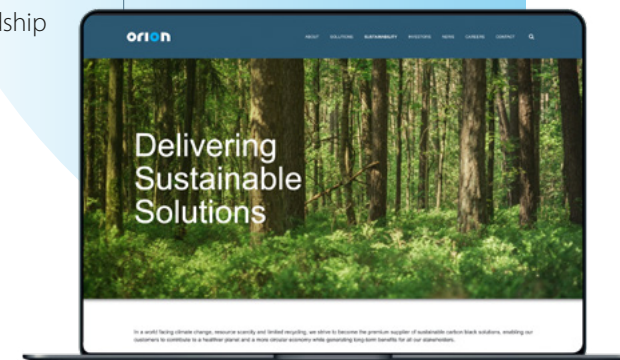 dship
orion
ABOUT SOLUTIONS SUSTAINABILITY INVESTORS NEWS CAREERS CONTACT
Delivering
Sustainable
Solutions
In a world facing climate change, resource scarcity and limited recycling, we strive to become the premium supplier of sustainable carbon black solutions, enabling our
customers to contribute to a healthier planet and a more circular economy while generating long-term benefits for all our stakeholders.